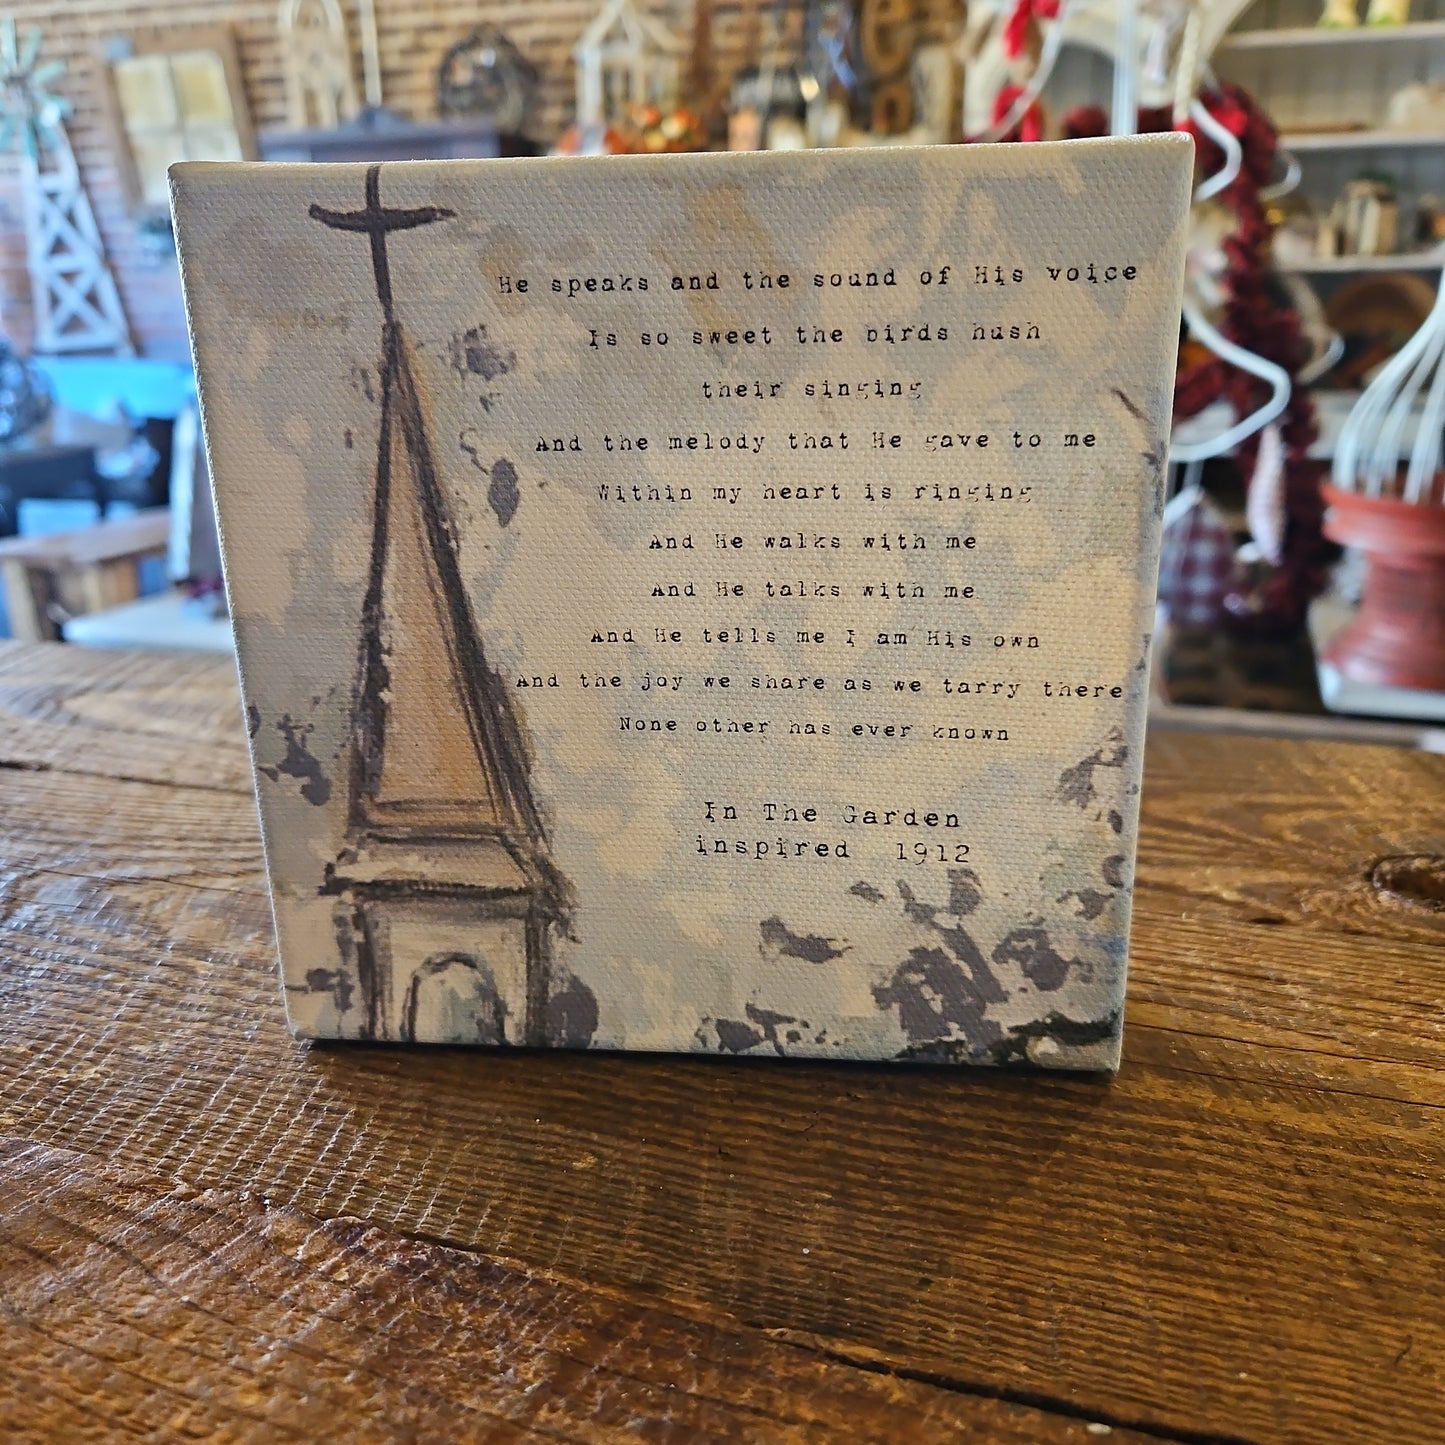 He speaks and the sound of His voice
Is so sweet the birds hush
their singing
And the melody that He gave to me
Within my heart is ringing
And He walks with me
And He talks with me
And He tells me I am His own
And the joy we share as we tarry there
None other has ever known
In The Garden
inspired 1912